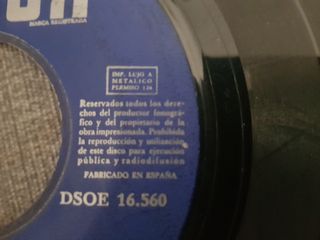 MARCA REGISTRADA
IMP. LUJO A
METALICO
PERMISO 136
Reservados todos los dere-
chos del productor fonográ-
fico y del propietario de la
obra impresionada. Prohibida
la reproducción y utilización
de este disco para ejecución
pública y radiodifusión
FABRICADO EN ESPAÑA
DSOE 16.560